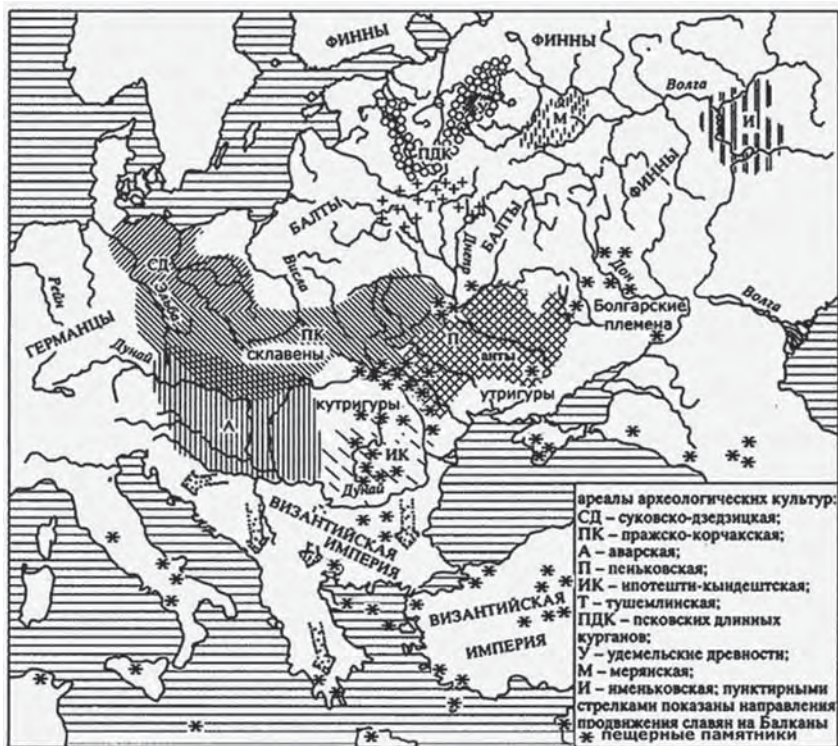 ФИННЫ
ФИННЫ
Волга
И
М
ПДК
ФИННЫ
Т
БАЛТЫ
БАЛТЫ
Днепр
СД
Висла
Дон
Рейн
Эльба
Болгарские
племена
Волга
ГЕРМАНЦЫ
ПК
П
склавены
анты
Дунай
утригуры
кутригуры
А
ИК
Дунай
ВИЗАНТИЙСКАЯ
ИМПЕРИЯ
ВИЗАНТИЙСКАЯ
ИМПЕРИЯ
ареалы археологических культур:
СД – суковско-дзедзицкая;
ПК – пражско-корчакская;
А – аварская;
П – пеньковская;
ИК – ипотешти-кындештская;
Т – тушемлинская;
ПДК – псковских длинных
курганов;
У – удемельские древности;
М – мерянская;
И – именьковская; пунктирными
стрелками показаны направления
продвижения славян на Балканы
* пещерные памятники